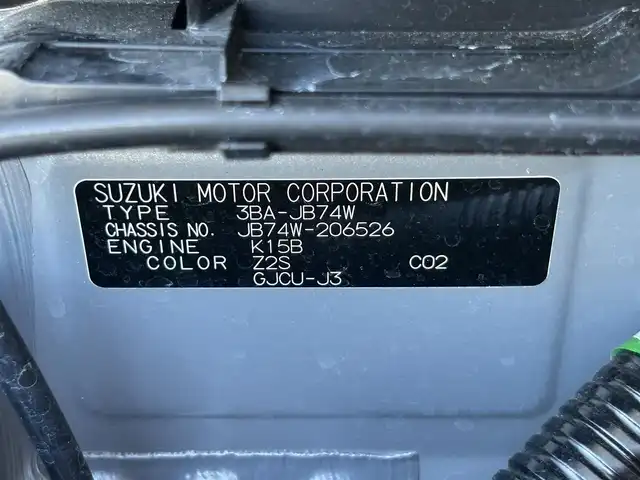 SUZUKI MOTOR CORPORATION
TYPE 3BA-JB74W
CHASSIS NO. JB74W-206526
ENGINE K15B
COLOR Z2S C02
GJCU-J3